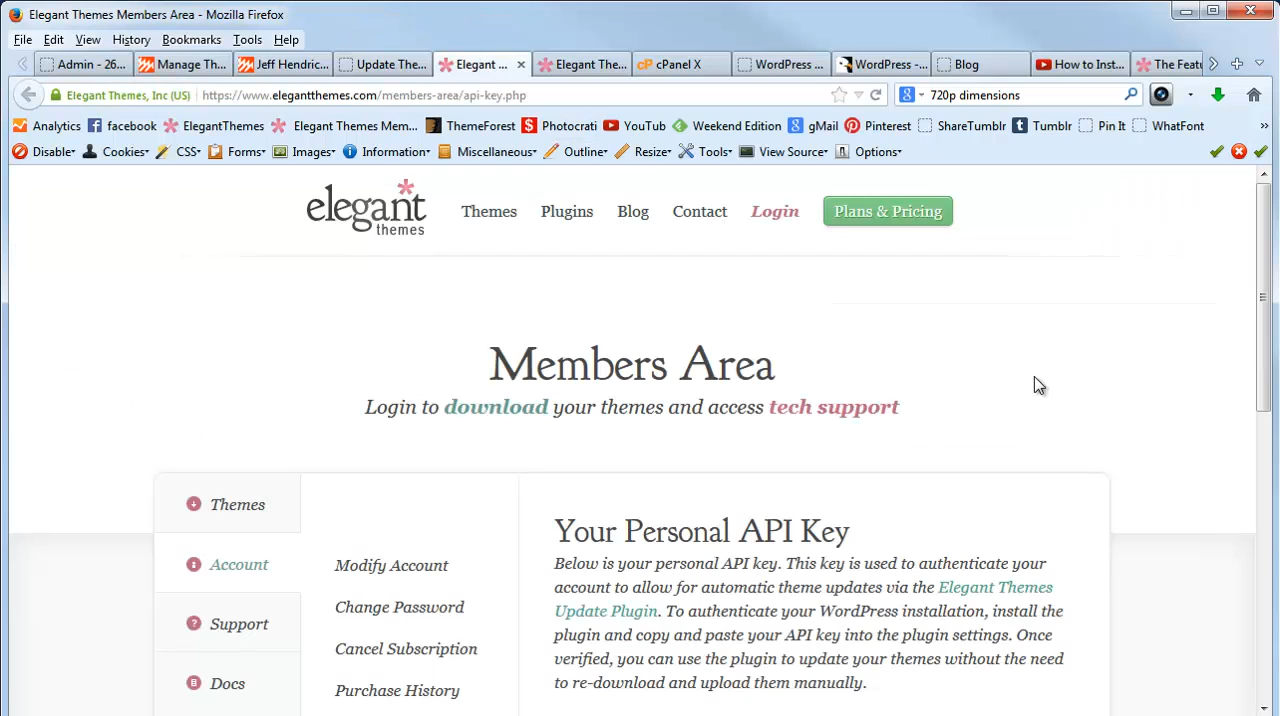 Elegant Themes Members Area - Mozilla Firefox
File Edit View History Bookmarks Tools Help
Admin - 26... Manage Th... Jeff Hendric... Update The... Elegant ... Elegant The... cPanel X WordPress ... WordPress -... Blog How to Inst... The Featu
Elegant Themes, Inc (US) https://www.elegantthemes.com/members-area/api-key.php 720p dimensions
Analytics facebook ElegantThemes Elegant Themes Mem... ThemeForest Photocrati YouTube Weekend Edition gMail Pinterest ShareTumblr Tumblr Pin It WhatFont
Disable Cookies CSS Forms Images Information Miscellaneous Outline Resize Tools View Source Options
elegant themes
Themes Plugins Blog Contact Login Plans & Pricing
Members Area
Login to download your themes and access tech support
Themes
Account
Support
Docs
Modify Account
Change Password
Cancel Subscription
Purchase History
Your Personal API Key
Below is your personal API key. This key is used to authenticate your
account to allow for automatic theme updates via the Elegant Themes
Update Plugin. To authenticate your WordPress installation, install the
plugin and copy and paste your API key into the plugin settings. Once
verified, you can use the plugin to update your themes without the need
to re-download and upload them manually.